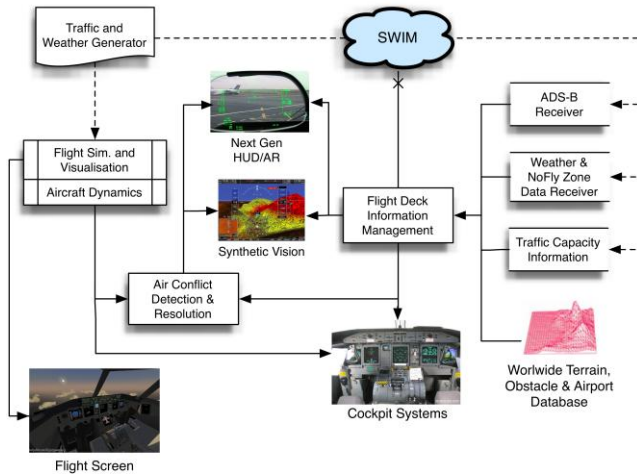 Traffic and
Weather Generator
SWIM
ADS-B
Receiver
Next Gen
HUD/AR
Flight Sim. and
Visualisation
Aircraft Dynamics
Weather &
NoFly Zone
Data Receiver
Flight Deck
Information
Management
Synthetic Vision
Traffic Capacity
Information
Air Conflict
Detection &
Resolution
Cockpit Systems
Worlwide Terrain,
Obstacle & Airport
Database
Flight Screen